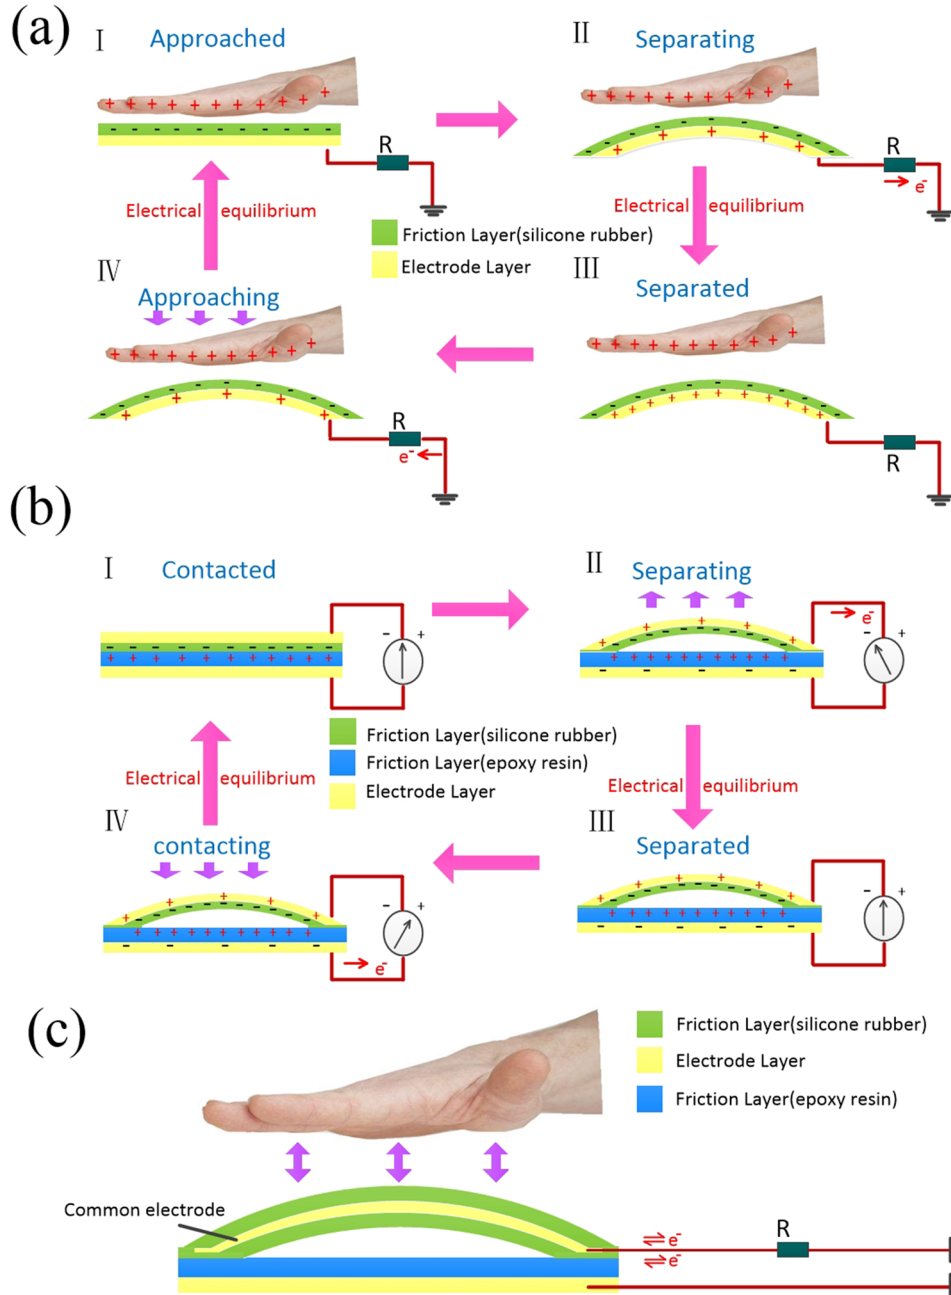 (a)
I
Approached
R
II
Separating
R
e-
Electrical equilibrium
Electrical equilibrium
Friction Layer(silicone rubber)
Electrode Layer
IV
Approaching
R
e-
III
Separated
R
(b)
I
Contacted
- +
II
Separating
e-
- +
Friction Layer(silicone rubber)
Friction Layer(epoxy resin)
Electrode Layer
Electrical equilibrium
Electrical equilibrium
IV
contacting
- +
e-
III
Separated
- +
(c)
Friction Layer(silicone rubber)
Electrode Layer
Friction Layer(epoxy resin)
Common electrode
⇌ e-
⇌ e-
R